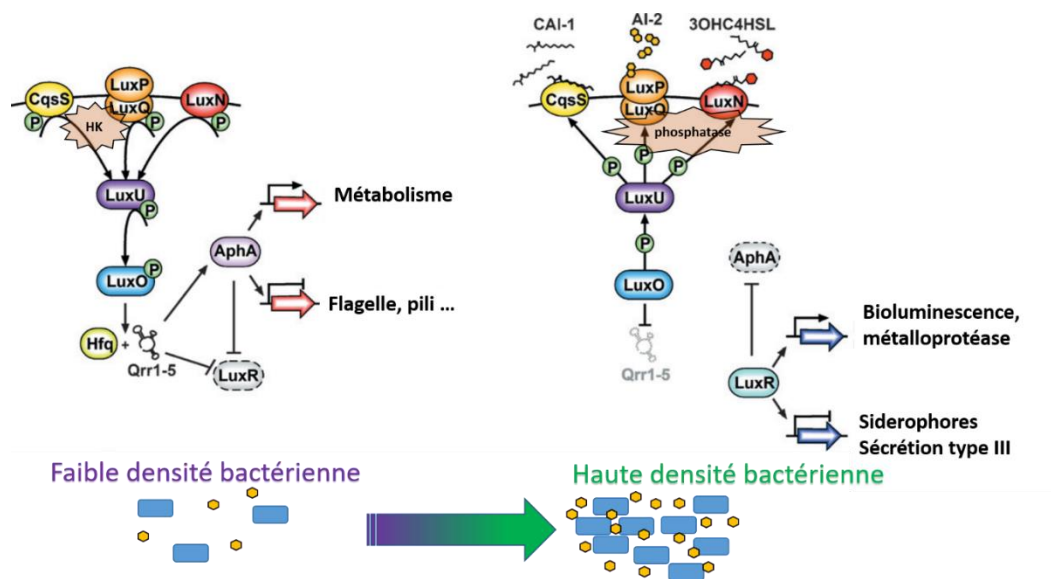 CqsS
LuxP
LuxQ
LuxN
P
HK
P
P
LuxU
P
LuxO
P
Hfq
+
Qrr1-5
AphA
LuxR
Métabolisme
Flagelle, pili ...
CAI-1
AI-2
3OHC4HSL
CqsS
LuxP
LuxQ
LuxN
phosphatase
P
P
P
LuxU
P
LuxO
Qrr1-5
AphA
LuxR
Bioluminescence,
métalloprotéase
Siderophores
Sécrétion type III
Faible densité bactérienne
Haute densité bactérienne